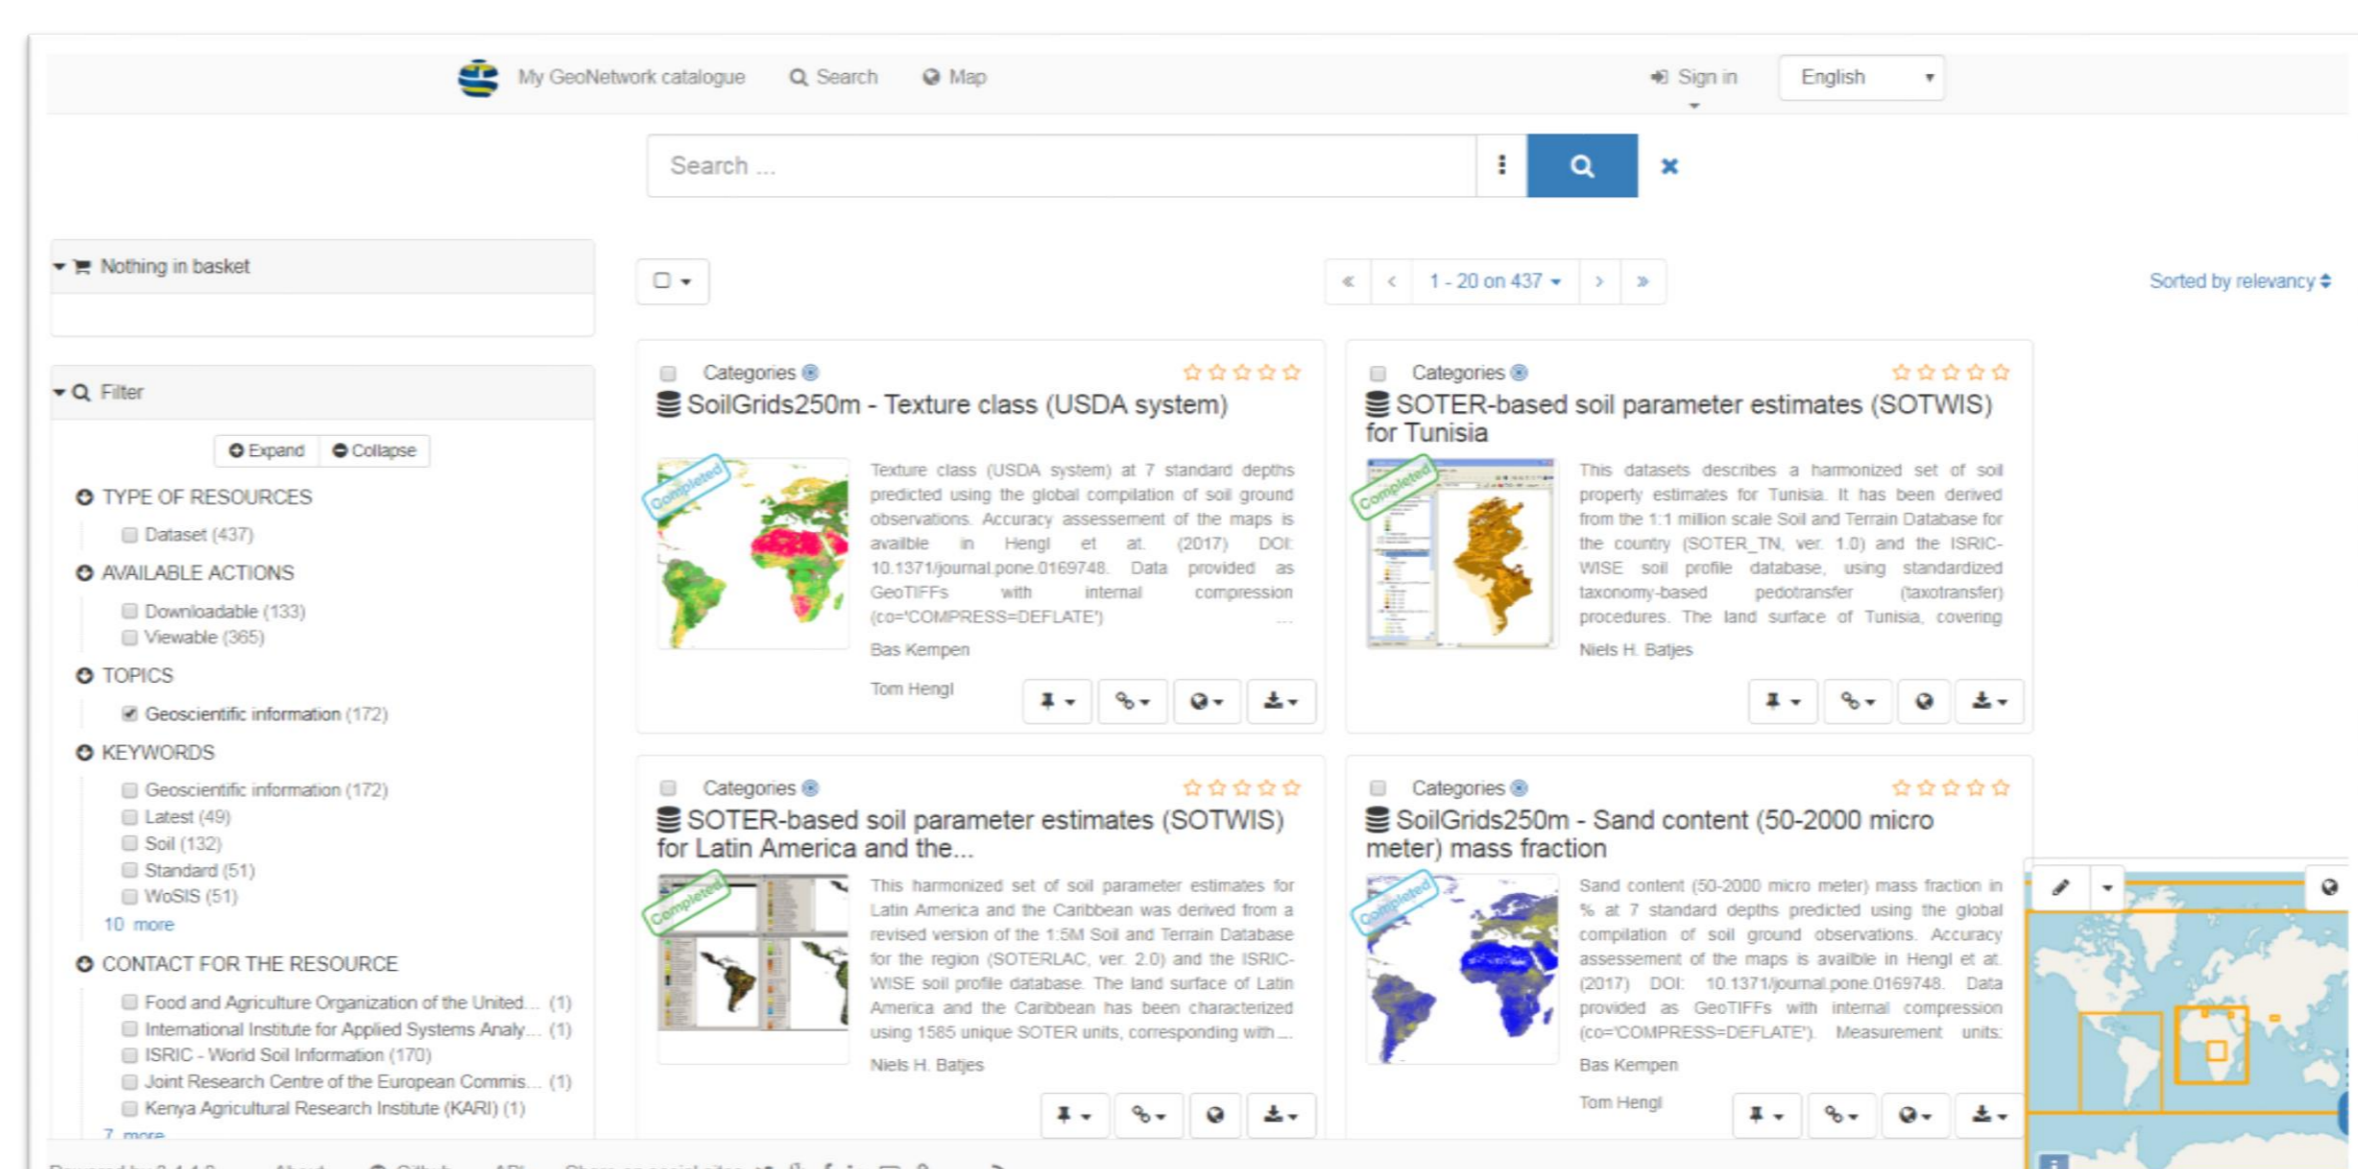 My GeoNetwork catalogue Search Map Sign in English
Search ...
Nothing in basket
1 - 20 on 437
Sorted by relevancy
Filter
Expand Collapse
TYPE OF RESOURCES
Dataset (437)
AVAILABLE ACTIONS
Downloadable (133)
Viewable (365)
TOPICS
Geoscientific information (172)
KEYWORDS
Geoscientific information (172)
Latest (49)
Soil (132)
Standard (51)
WoSIS (51)
10 more
CONTACT FOR THE RESOURCE
Food and Agriculture Organization of the United... (1)
International Institute for Applied Systems Analy... (1)
ISRIC - World Soil Information (170)
Joint Research Centre of the European Commis... (1)
Kenya Agricultural Research Institute (KARI) (1)
7 more
Categories
SoilGrids250m - Texture class (USDA system)
Completed
Texture class (USDA system) at 7 standard depths
predicted using the global compilation of soil ground
observations. Accuracy assessement of the maps is
availble in Hengl et at. (2017) DOI:
10.1371/journal.pone.0169748. Data provided as
GeoTIFFs with internal compression
(co='COMPRESS=DEFLATE') ...
Bas Kempen
Tom Hengl
Categories
SOTER-based soil parameter estimates (SOTWIS)
for Tunisia
Completed
This datasets describes a harmonized set of soil
property estimates for Tunisia. It has been derived
from the 1:1 million scale Soil and Terrain Database for
the country (SOTER_TN, ver. 1.0) and the ISRIC-
WISE soil profile database, using standardized
taxonomy-based pedotransfer (taxotransfer)
procedures. The land surface of Tunisia, covering
Niels H. Batjes
Categories
SOTER-based soil parameter estimates (SOTWIS)
for Latin America and the...
Completed
This harmonized set of soil parameter estimates for
Latin America and the Caribbean was derived from a
revised version of the 1:5M Soil and Terrain Database
for the region (SOTERLAC, ver. 2.0) and the ISRIC-
WISE soil profile database. The land surface of Latin
America and the Caribbean has been characterized
using 1585 unique SOTER units, corresponding with ...
Niels H. Batjes
Categories
SoilGrids250m - Sand content (50-2000 micro
meter) mass fraction
Completed
Sand content (50-2000 micro meter) mass fraction in
% at 7 standard depths predicted using the global
compilation of soil ground observations. Accuracy
assessement of the maps is availble in Hengl et at.
(2017) DOI: 10.1371/journal.pone.0169748. Data
provided as GeoTIFFs with internal compression
(co='COMPRESS=DEFLATE'). Measurement units:
Bas Kempen
Tom Hengl